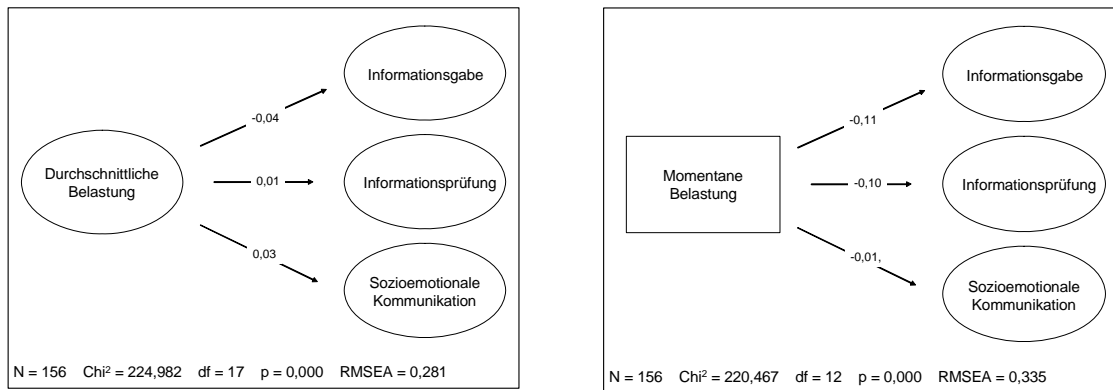 Informationsgabe
-0,04
Durchschnittliche
Belastung
0,01
Informationsprüfung
0,03
Sozioemotionale
Kommunikation
N = 156 Chi² = 224,982 df = 17 p = 0,000 RMSEA = 0,281
Informationsgabe
-0,11
Momentane
Belastung
-0,10
Informationsprüfung
-0,01,
Sozioemotionale
Kommunikation
N = 156 Chi² = 220,467 df = 12 p = 0,000 RMSEA = 0,335